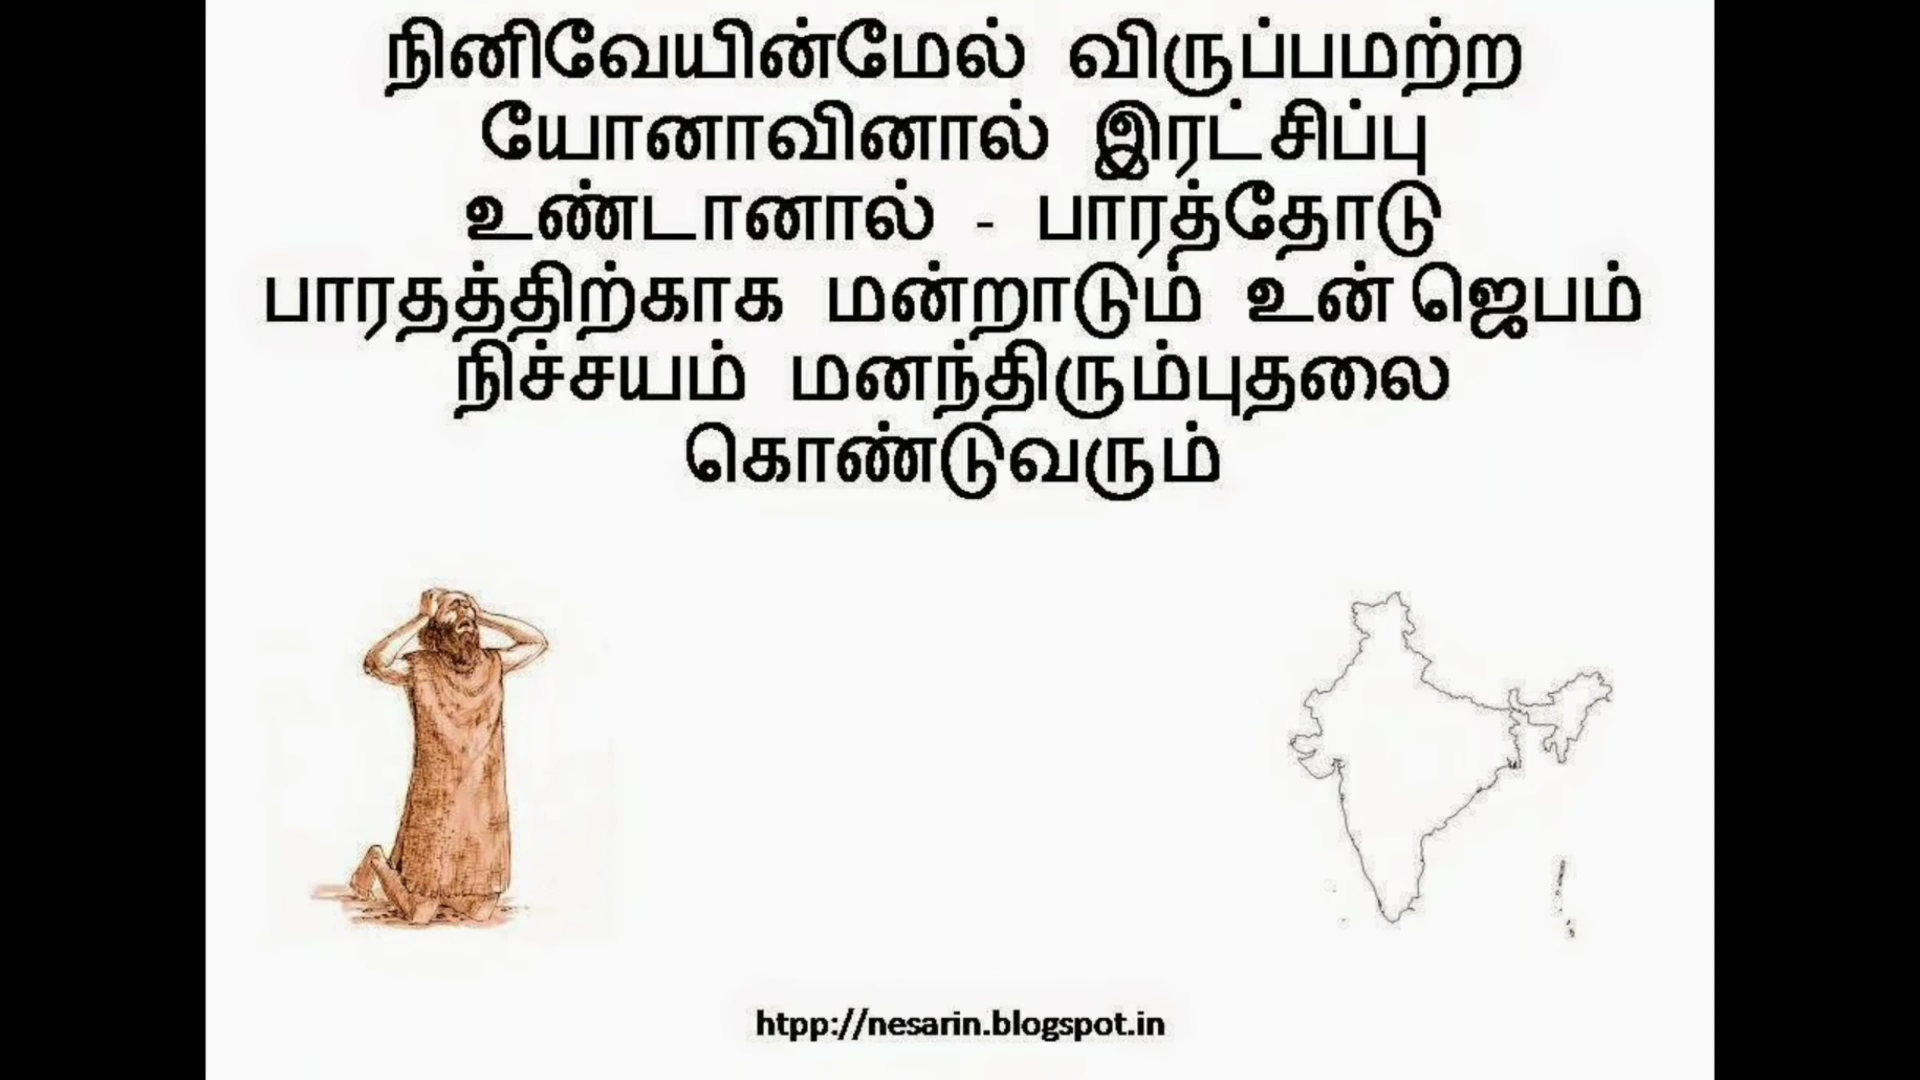 நினிவேயின்மேல் விருப்பமற்ற
யோனாவினால் இரட்சிப்பு
உண்டானால் - பாரத்தோடு
பாரதத்திற்காக மன்றாடும் உன் ஜெபம்
நிச்சயம் மனந்திரும்புதலை
கொண்டுவரும்
htpp://nesarin.blogspot.in